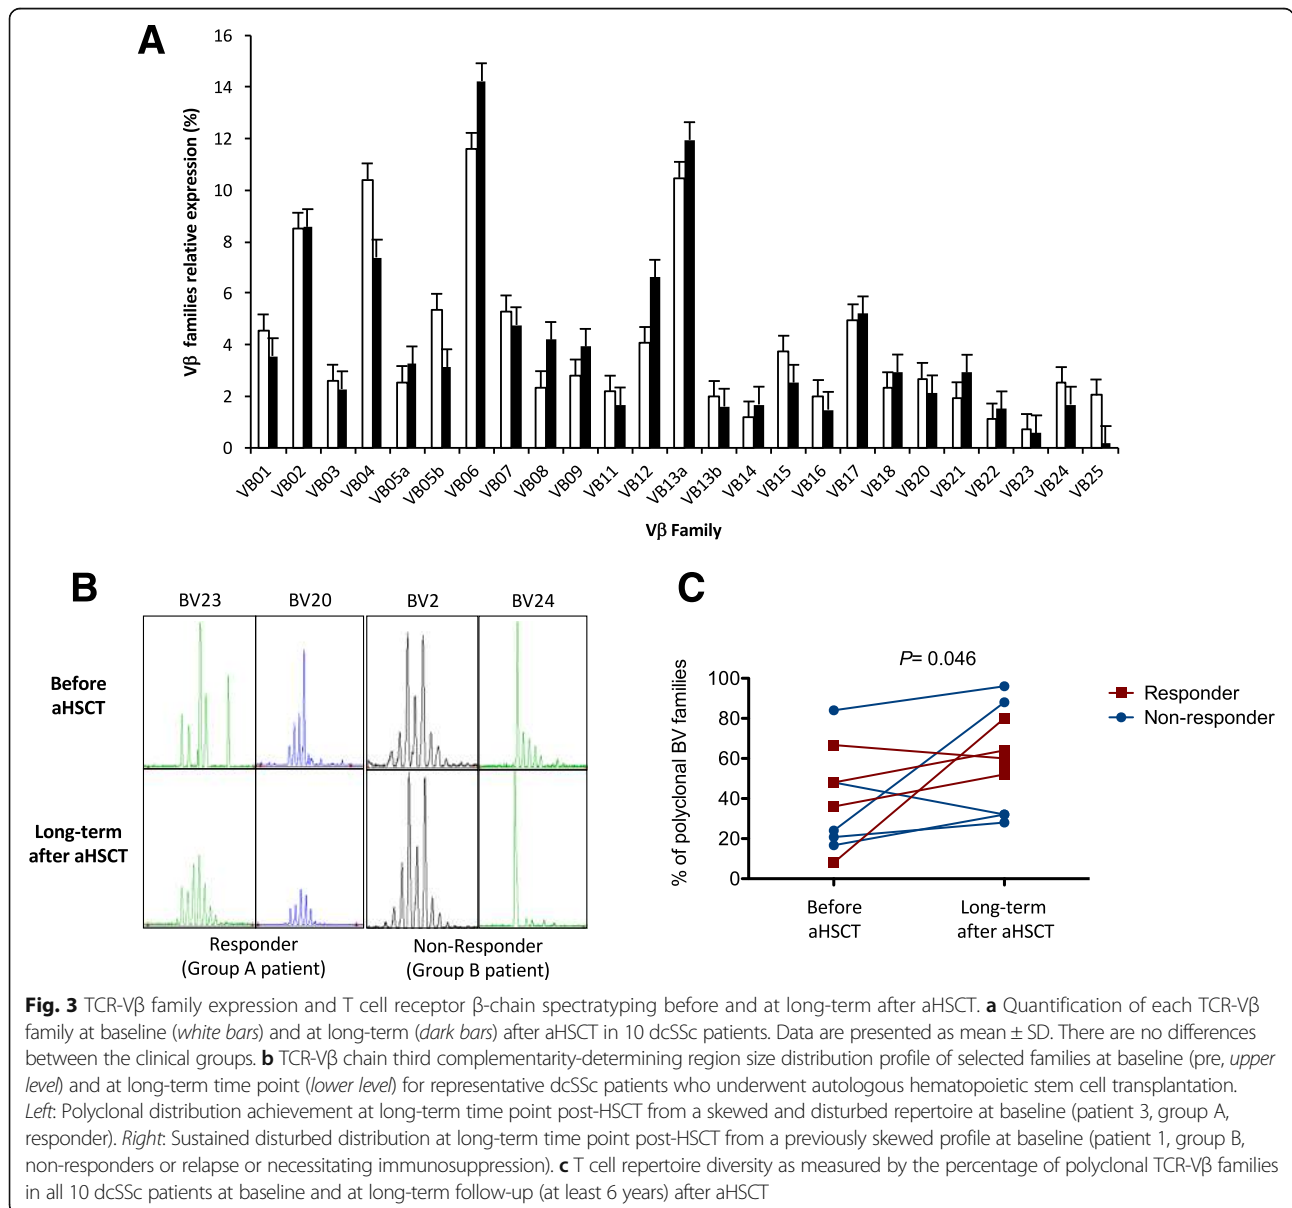 A
16
14
12
10
8
6
4
2
0
Vβ families relative expression (%)
VB01 VB02 VB03 VB04 VB05a VB05b VB06 VB07 VB08 VB09 VB11 VB12 VB13a VB13b VB14 VB15 VB16 VB17 VB18 VB20 VB21 VB22 VB23 VB24 VB25
Vβ Family
B
BV23 BV20 BV2 BV24
Before
aHSCT
Long-term
after aHSCT
Responder
(Group A patient)
Non-Responder
(Group B patient)
C
P= 0.046
% of polyclonal BV families
100
80
60
40
20
0
Before
aHSCT
Long-term
after aHSCT
Responder
Non-responder
Fig. 3 TCR-Vβ family expression and T cell receptor β-chain spectratyping before and at long-term after aHSCT. a Quantification of each TCR-Vβ
family at baseline (white bars) and at long-term (dark bars) after aHSCT in 10 dcSSc patients. Data are presented as mean ± SD. There are no differences
between the clinical groups. b TCR-Vβ chain third complementarity-determining region size distribution profile of selected families at baseline (pre, upper
level) and at long-term time point (lower level) for representative dcSSc patients who underwent autologous hematopoietic stem cell transplantation.
Left: Polyclonal distribution achievement at long-term time point post-HSCT from a skewed and disturbed repertoire at baseline (patient 3, group A,
responder). Right: Sustained disturbed distribution at long-term time point post-HSCT from a previously skewed profile at baseline (patient 1, group B,
non-responders or relapse or necessitating immunosuppression). c T cell repertoire diversity as measured by the percentage of polyclonal TCR-Vβ families
in all 10 dcSSc patients at baseline and at long-term follow-up (at least 6 years) after aHSCT